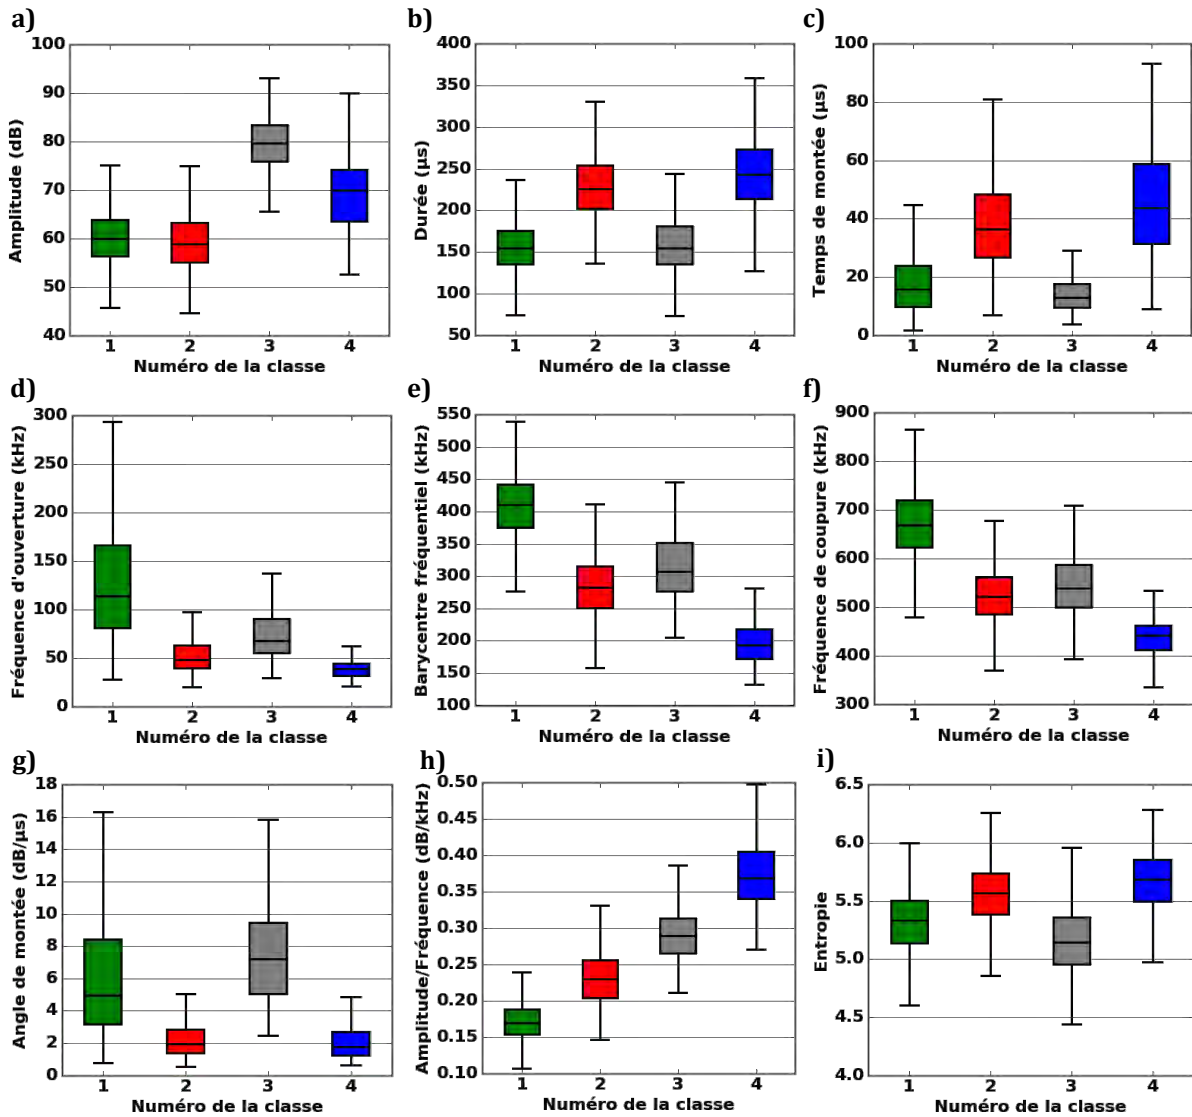 a)
100
90
80
70
60
50
40
Amplitude (dB)
1 2 3 4
Numéro de la classe
b)
400
350
300
250
200
150
100
50
Durée (µs)
1 2 3 4
Numéro de la classe
c)
100
80
60
40
20
0
Temps de montée (µs)
1 2 3 4
Numéro de la classe
d)
300
250
200
150
100
50
0
Fréquence d'ouverture (kHz)
1 2 3 4
Numéro de la classe
e)
550
500
450
400
350
300
250
200
150
100
Barycentre fréquentiel (kHz)
1 2 3 4
Numéro de la classe
f)
900
800
700
600
500
400
300
Fréquence de coupure (kHz)
1 2 3 4
Numéro de la classe
g)
18
16
14
12
10
8
6
4
2
0
Angle de montée (dB/µs)
1 2 3 4
Numéro de la classe
h)
0.50
0.45
0.40
0.35
0.30
0.25
0.20
0.15
0.10
Amplitude/Fréquence (dB/kHz)
1 2 3 4
Numéro de la classe
i)
6.5
6.0
5.5
5.0
4.5
4.0
Entropie
1 2 3 4
Numéro de la classe